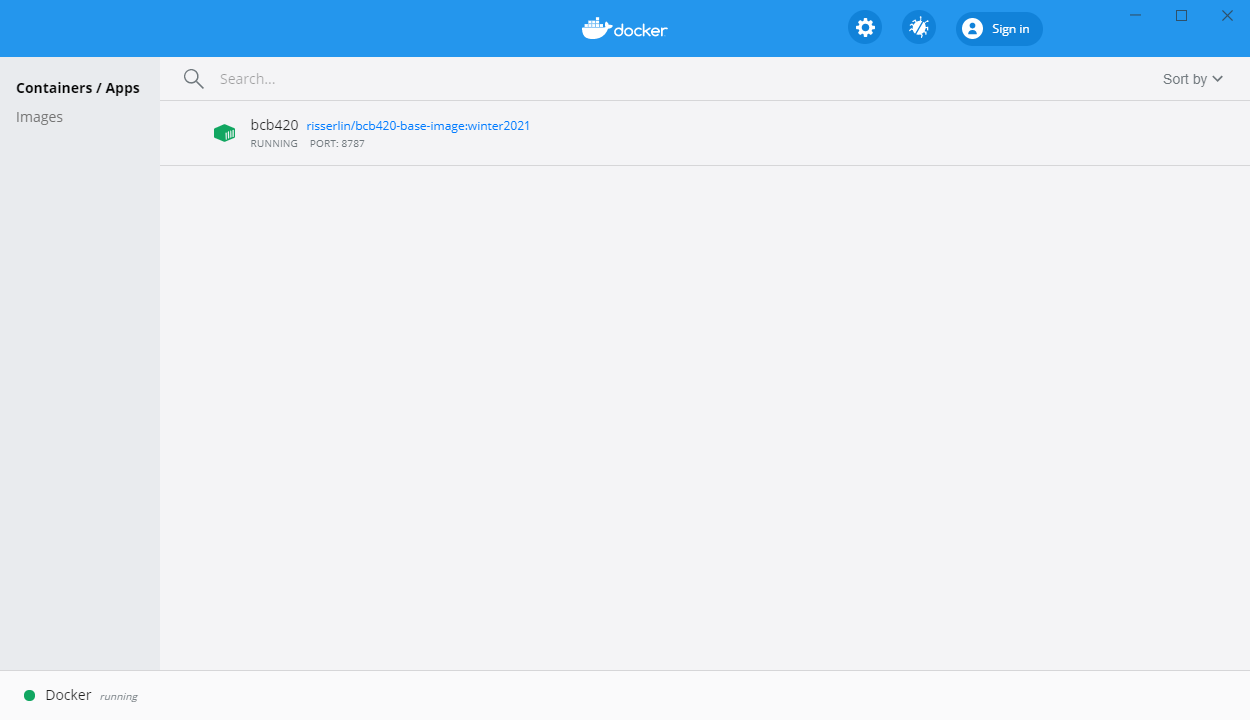 docker
Sign in
Containers / Apps
Images
Search...
Sort by
bcb420 risserlin/bcb420-base-image:winter2021
RUNNING PORT: 8787
Docker running